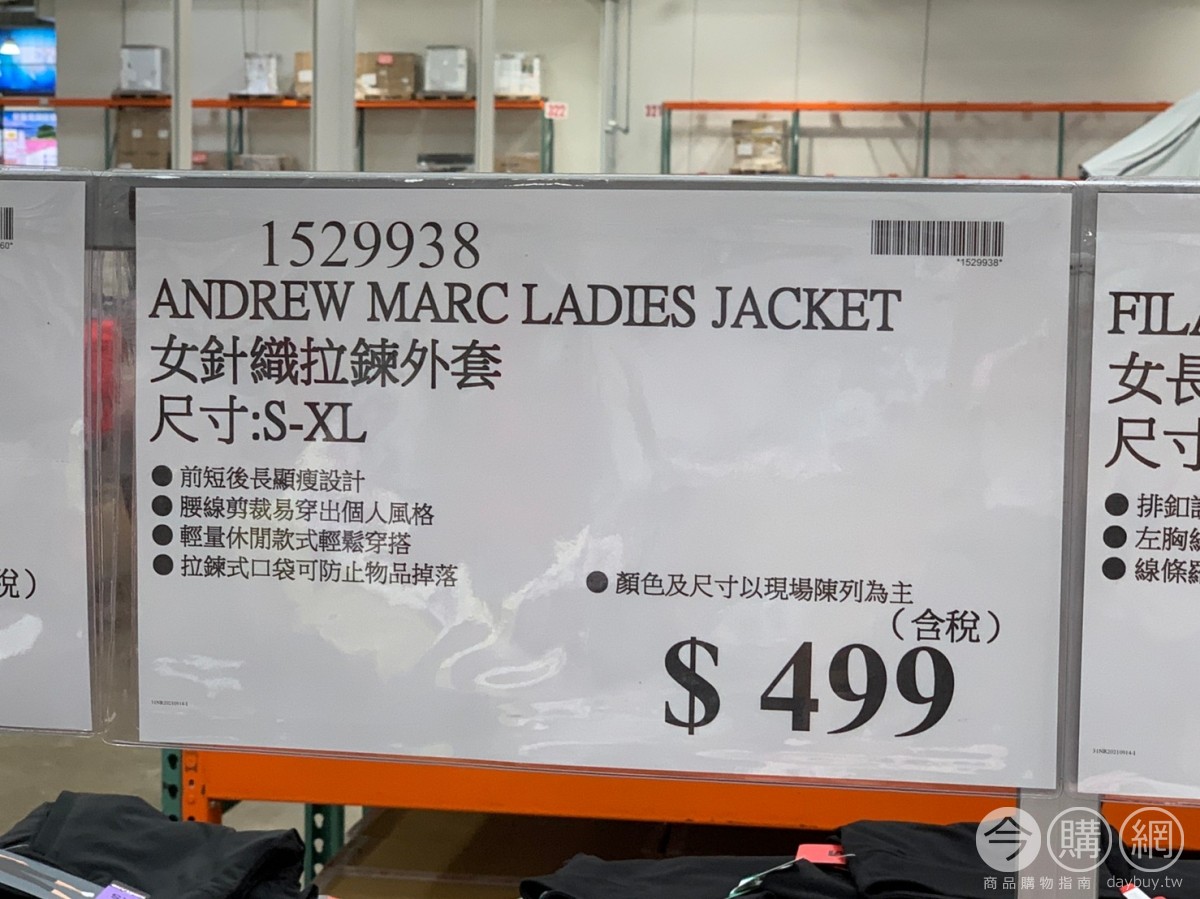 322
1529938
*1529938*
ANDREW MARC LADIES JACKET
女針織拉鍊外套
尺寸:S-XL
● 前短後長顯瘦設計
● 腰線剪裁易穿出個人風格
● 輕量休閒款式輕鬆穿搭
● 拉鍊式口袋可防止物品掉落
● 顏色及尺寸以現場陳列為主
（含稅）
$ 499
稅）
60*
FILA
女長
尺寸
● 排釦
● 左胸
● 線條
今購網
商品購物指南 daybuy.tw